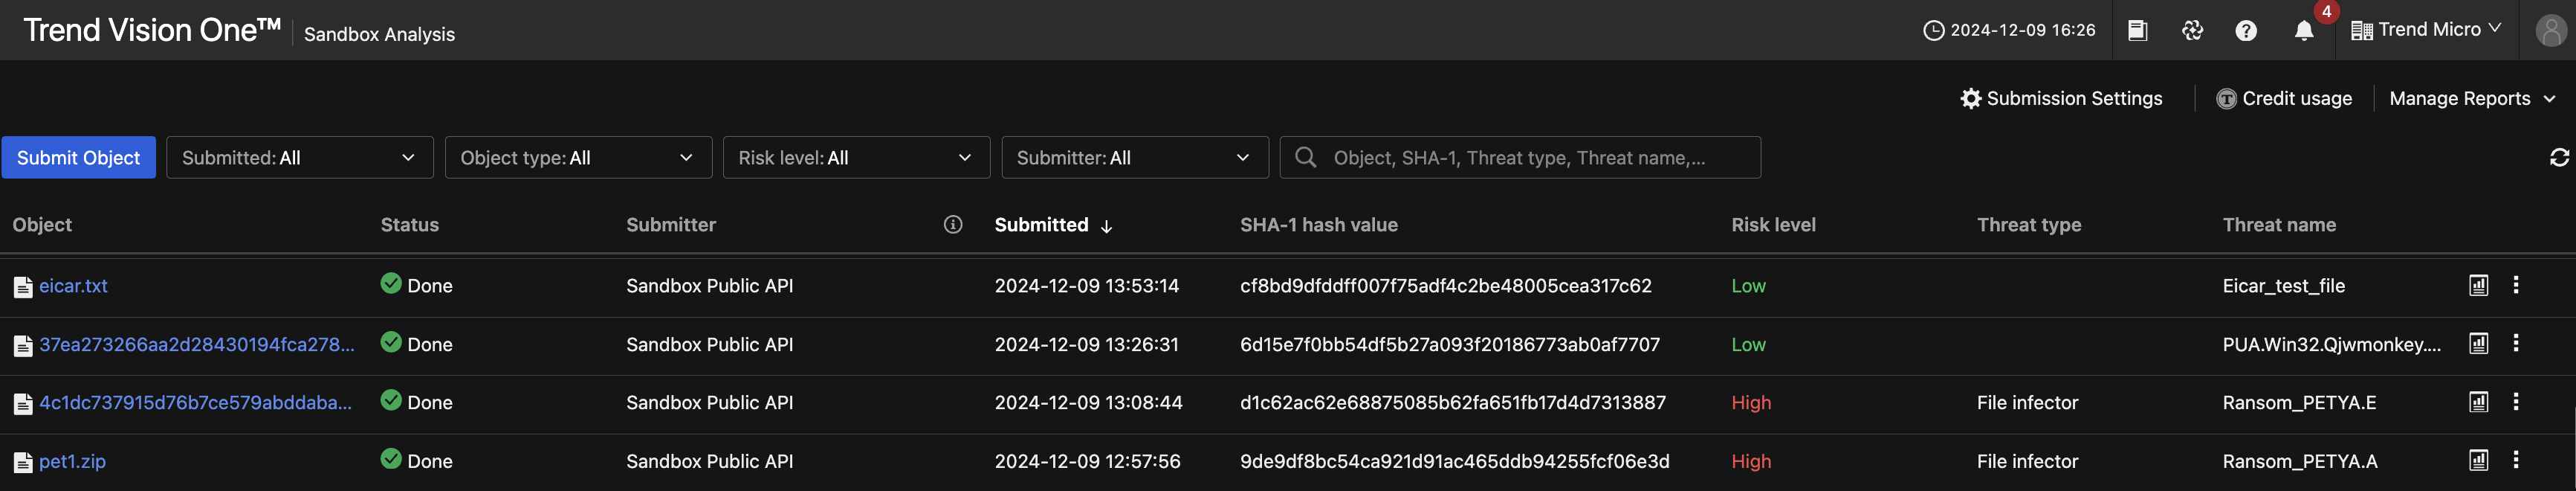 Trend Vision One™ Sandbox Analysis 2024-12-09 16:26 4 Trend Micro
Submission Settings Credit usage Manage Reports
Submit Object Submitted: All Object type: All Risk level: All Submitter: All Object, SHA-1, Threat type, Threat name,...
Object Status Submitter Submitted SHA-1 hash value Risk level Threat type Threat name
eicar.txt Done Sandbox Public API 2024-12-09 13:53:14 cf8bd9dfddff007f75adf4c2be48005cea317c62 Low Eicar_test_file
37ea273266aa2d28430194fca278... Done Sandbox Public API 2024-12-09 13:26:31 6d15e7f0bb54df5b27a093f20186773ab0af7707 Low PUA.Win32.Qjwmonkey....
4c1dc737915d76b7ce579abddaba... Done Sandbox Public API 2024-12-09 13:08:44 d1c62ac62e68875085b62fa651fb17d4d7313887 High File infector Ransom_PETYA.E
pet1.zip Done Sandbox Public API 2024-12-09 12:57:56 9de9df8bc54ca921d91ac465ddb94255fcf06e3d High File infector Ransom_PETYA.A